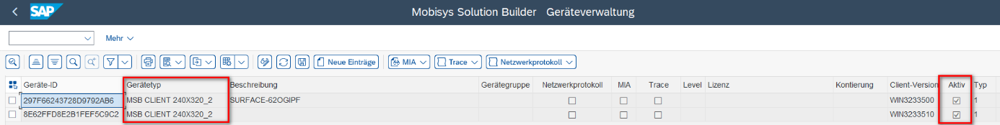 SAP Mobisys Solution Builder Geräteverwaltung
Mehr
Neue Einträge MIA Trace Netzwerkprotokoll
Geräte-ID Gerätetyp Beschreibung Gerätegruppe Netzwerkprotokoll MIA Trace Level Lizenz Kontierung Client-Version Aktiv Typ
297F66243728D9792AB6 MSB CLIENT 240X320_2 SURFACE-62OGIPF WIN3233500 1
8E62FFD8E2B1FEF5C9C2 MSB CLIENT 240X320_2 WIN3233510 1